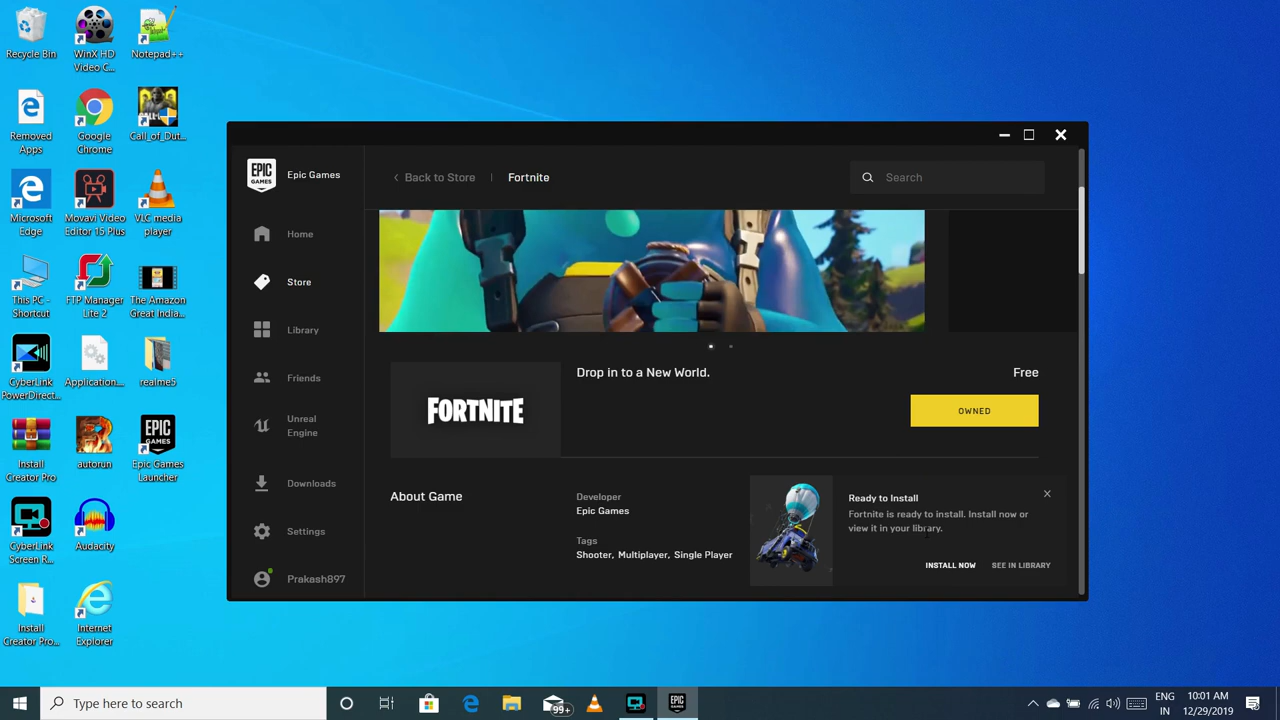 Recycle Bin
WinX HD
Video C...
Notepad++
Removed
Apps
Google
Chrome
Call_of_Dut...
Microsoft
Edge
Movavi Video
Editor 15 Plus
VLC media
player
This PC -
Shortcut
FTP Manager
Lite 2
The Amazon
Great India...
CyberLink
PowerDirect...
Application...
realme5
Install
Creator Pro
autorun
Epic Games
Launcher
CyberLink
Screen R...
Audacity
Install
Creator Pro...
Internet
Explorer
EPIC
GAMES
Epic Games
Home
Store
Library
Friends
Unreal
Engine
Downloads
Settings
Prakash897
Back to Store
Fortnite
Search
FORTNITE
Drop in to a New World.
Free
OWNED
About Game
Developer
Epic Games
Tags
Shooter, Multiplayer, Single Player
Ready to Install
Fortnite is ready to install. Install now or
view it in your library.
INSTALL NOW
SEE IN LIBRARY
Type here to search
99+
ENG
IN
10:01 AM
12/29/2019